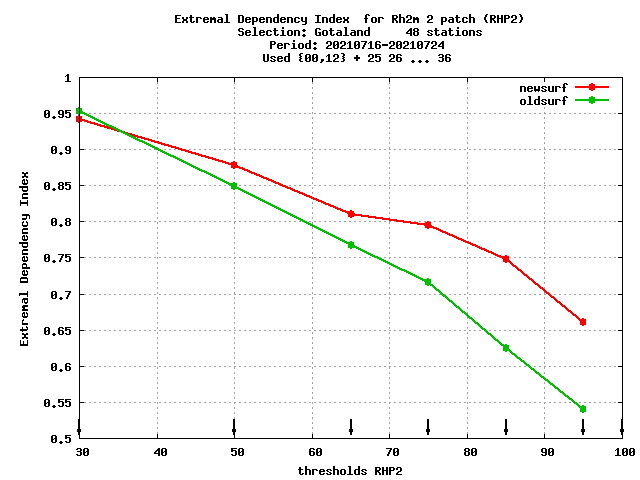 Extremal Dependency Index  for Rh2m 2 patch (RHP2)
Selection: Gotaland     48 stations
Period: 20210716-20210724
Used {00,12} + 25 26 ... 36
newsurf
oldsurf
Extremal Dependency Index
1
0.95
0.9
0.85
0.8
0.75
0.7
0.65
0.6
0.55
0.5
30 40 50 60 70 80 90 100
thresholds RHP2